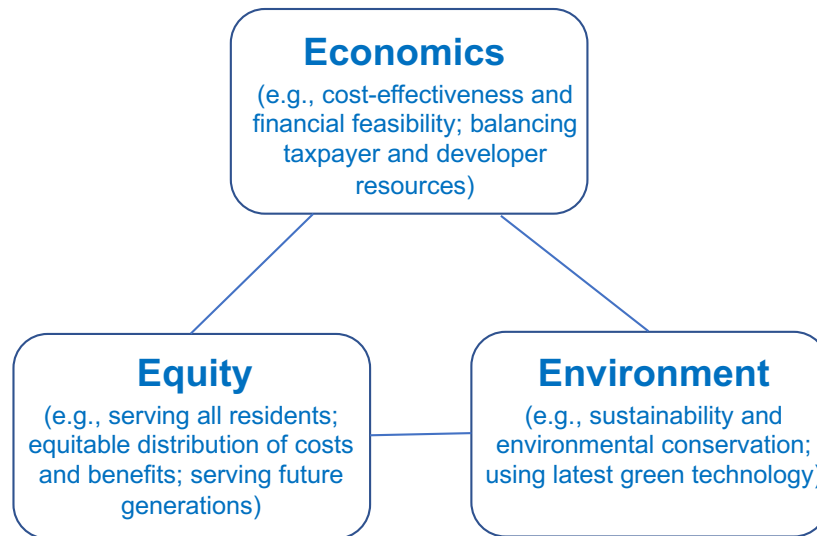 Economics
(e.g., cost-effectiveness and
financial feasibility; balancing
taxpayer and developer
resources)
Equity
(e.g., serving all residents;
equitable distribution of costs
and benefits; serving future
generations)
Environment
(e.g., sustainability and
environmental conservation;
using latest green technology)